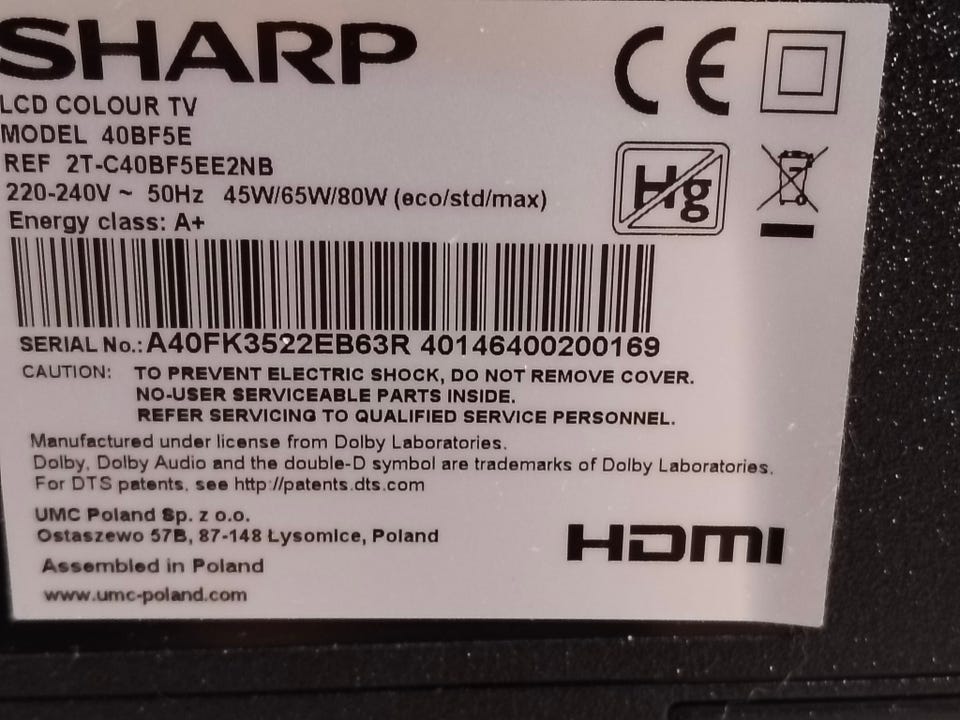 SHARP
LCD COLOUR TV
MODEL 40BF5E
REF 2T-C40BF5EE2NB
220-240V ~ 50Hz 45W/65W/80W (eco/std/max)
Energy class: A+
CE
Hg
SERIAL No.: A40FK3522EB63R 40146400200169
CAUTION: TO PREVENT ELECTRIC SHOCK, DO NOT REMOVE COVER.
NO-USER SERVICEABLE PARTS INSIDE.
REFER SERVICING TO QUALIFIED SERVICE PERSONNEL.
Manufactured under license from Dolby Laboratories.
Dolby, Dolby Audio and the double-D symbol are trademarks of Dolby Laboratories.
For DTS patents, see http://patents.dts.com
UMC Poland Sp. z o.o.
Ostaszewo 57B, 87-148 Łysomice, Poland
Assembled in Poland
www.umc-poland.com
HDMI